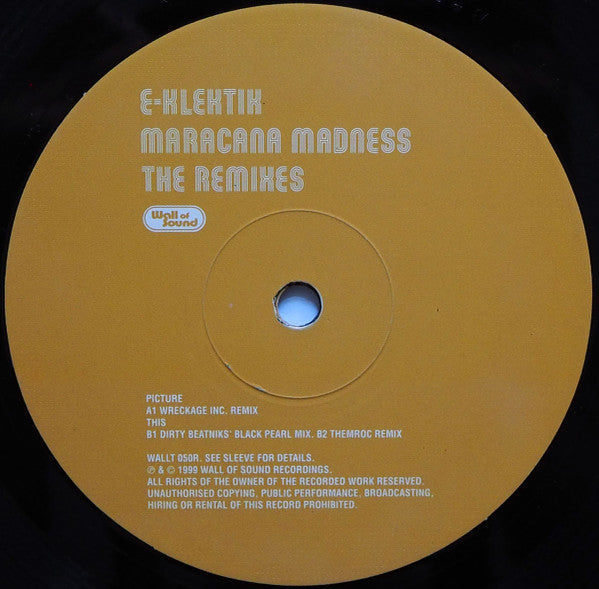 E-KLEKTIK
MARACANA MADNESS
THE REMIXES
Wall of
Sound
PICTURE
A1 WRECKAGE INC. REMIX
THIS
B1 DIRTY BEATNIKS' BLACK PEARL MIX. B2 THEMROC REMIX
WALLT 050R. SEE SLEEVE FOR DETAILS.
℗ & © 1999 WALL OF SOUND RECORDINGS.
ALL RIGHTS OF THE OWNER OF THE RECORDED WORK RESERVED.
UNAUTHORISED COPYING, PUBLIC PERFORMANCE, BROADCASTING,
HIRING OR RENTAL OF THIS RECORD PROHIBITED.